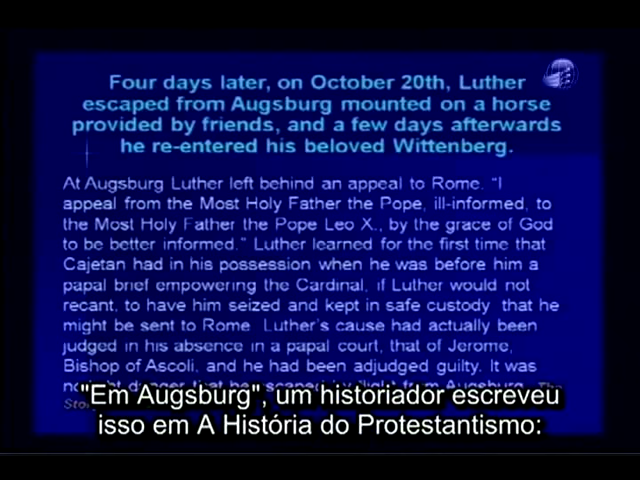 Four days later, on October 20th, Luther
escaped from Augsburg mounted on a horse
provided by friends, and a few days afterwards
he re-entered his beloved Wittenberg.
At Augsburg Luther left behind an appeal to Rome. "I
appeal from the Most Holy Father the Pope, ill-informed, to
the Most Holy Father the Pope Leo X., by the grace of God
to be better informed." Luther learned for the first time that
Cajetan had in his possession when he was before him a
papal brief empowering the Cardinal, if Luther would not
recant, to have him seized and kept in safe custody that he
might be sent to Rome. Luther's cause had actually been
judged in his absence in a papal court, that of Jerome,
Bishop of Ascoli, and he had been adjudged guilty. It was
"Em Augsburg", um historiador escreveu
isso em A História do Protestantismo: